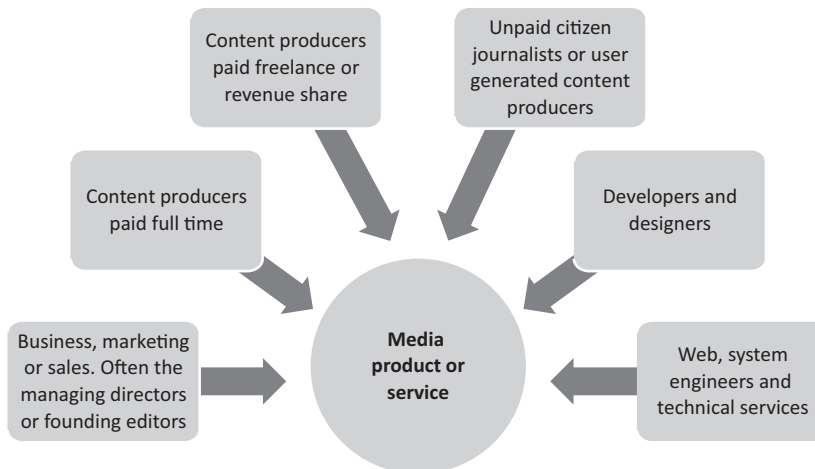 Content producers
paid freelance or
revenue share
Unpaid citizen
journalists or user
generated content
producers
Content producers
paid full time
Developers and
designers
Business, marketing
or sales. Often the
managing directors
or founding editors
Media
product or
service
Web, system
engineers and
technical services